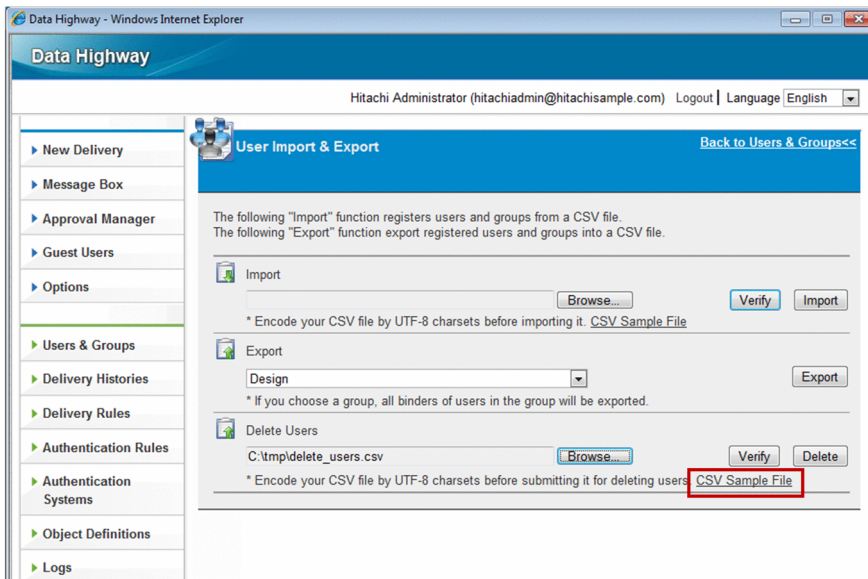 Data Highway - Windows Internet Explorer
Data Highway
Hitachi Administrator (hitachiadmin@hitachisample.com) Logout | Language English
New Delivery
Message Box
Approval Manager
Guest Users
Options
Users & Groups
Delivery Histories
Delivery Rules
Authentication Rules
Authentication
Systems
Object Definitions
Logs
User Import & Export
Back to Users & Groups<<
The following "Import" function registers users and groups from a CSV file.
The following "Export" function export registered users and groups into a CSV file.
Import
Browse... Verify Import
* Encode your CSV file by UTF-8 charsets before importing it. CSV Sample File
Export
Design Export
* If you choose a group, all binders of users in the group will be exported.
Delete Users
C:\tmp\delete_users.csv Browse... Verify Delete
* Encode your CSV file by UTF-8 charsets before submitting it for deleting users. CSV Sample File